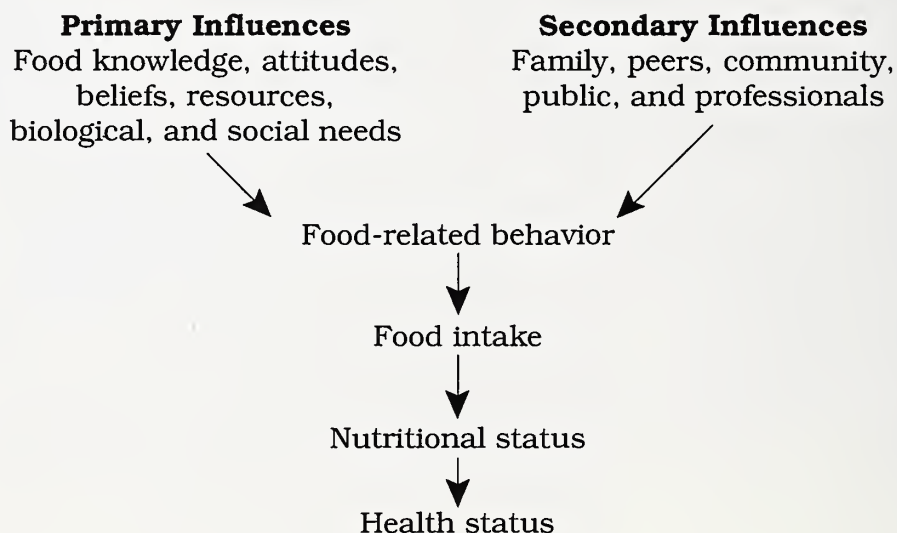 Primary Influences
Food knowledge, attitudes,
beliefs, resources,
biological, and social needs
Secondary Influences
Family, peers, community,
public, and professionals
Food-related behavior
Food intake
Nutritional status
Health status